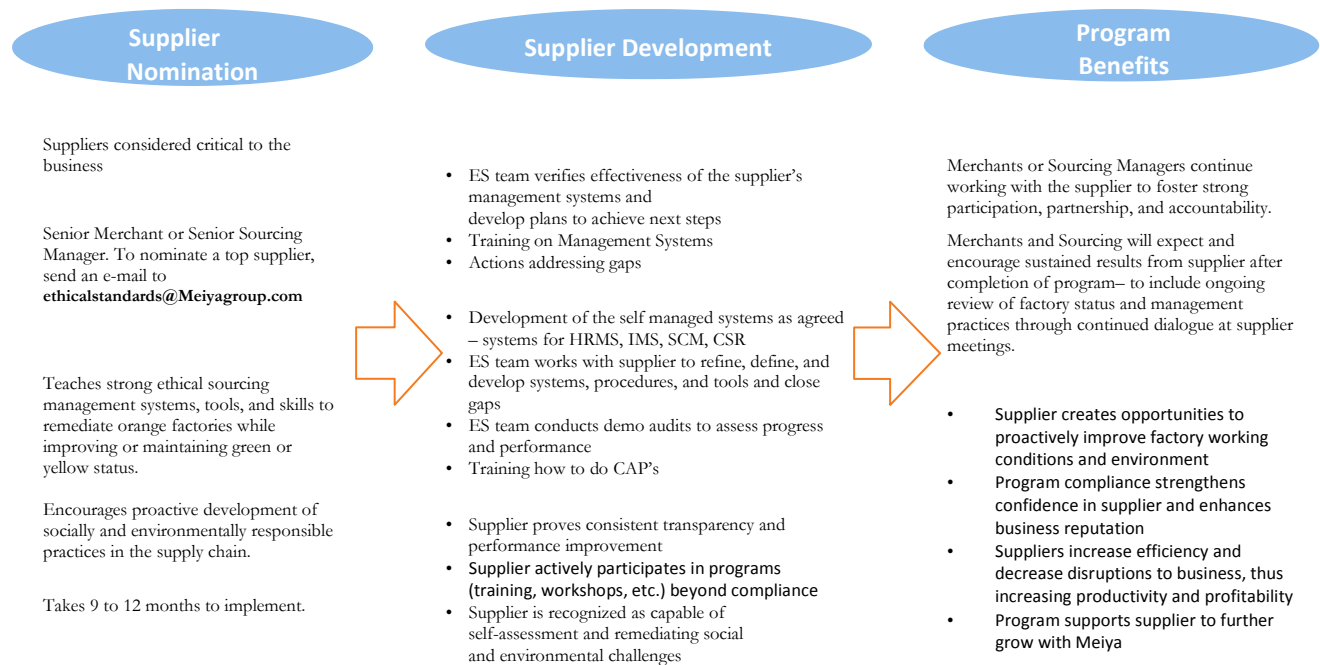 Supplier
Nomination
Suppliers considered critical to the
business
Senior Merchant or Senior Sourcing
Manager. To nominate a top supplier,
send an e-mail to
ethicalstandards@Meiyagroup.com
Teaches strong ethical sourcing
management systems, tools, and skills to
remediate orange factories while
improving or maintaining green or
yellow status.
Encourages proactive development of
socially and environmentally responsible
practices in the supply chain.
Takes 9 to 12 months to implement.
Supplier Development
• ES team verifies effectiveness of the supplier's
management systems and
develop plans to achieve next steps
• Training on Management Systems
• Actions addressing gaps
• Development of the self managed systems as agreed
– systems for HRMS, IMS, SCM, CSR
• ES team works with supplier to refine, define, and
develop systems, procedures, and tools and close
gaps
• ES team conducts demo audits to assess progress
and performance
• Training how to do CAP's
• Supplier proves consistent transparency and
performance improvement
• Supplier actively participates in programs
(training, workshops, etc.) beyond compliance
• Supplier is recognized as capable of
self-assessment and remediating social
and environmental challenges
Program
Benefits
Merchants or Sourcing Managers continue
working with the supplier to foster strong
participation, partnership, and accountability.
Merchants and Sourcing will expect and
encourage sustained results from supplier after
completion of program– to include ongoing
review of factory status and management
practices through continued dialogue at supplier
meetings.
• Supplier creates opportunities to
proactively improve factory working
conditions and environment
• Program compliance strengthens
confidence in supplier and enhances
business reputation
• Suppliers increase efficiency and
decrease disruptions to business, thus
increasing productivity and profitability
• Program supports supplier to further
grow with Meiya